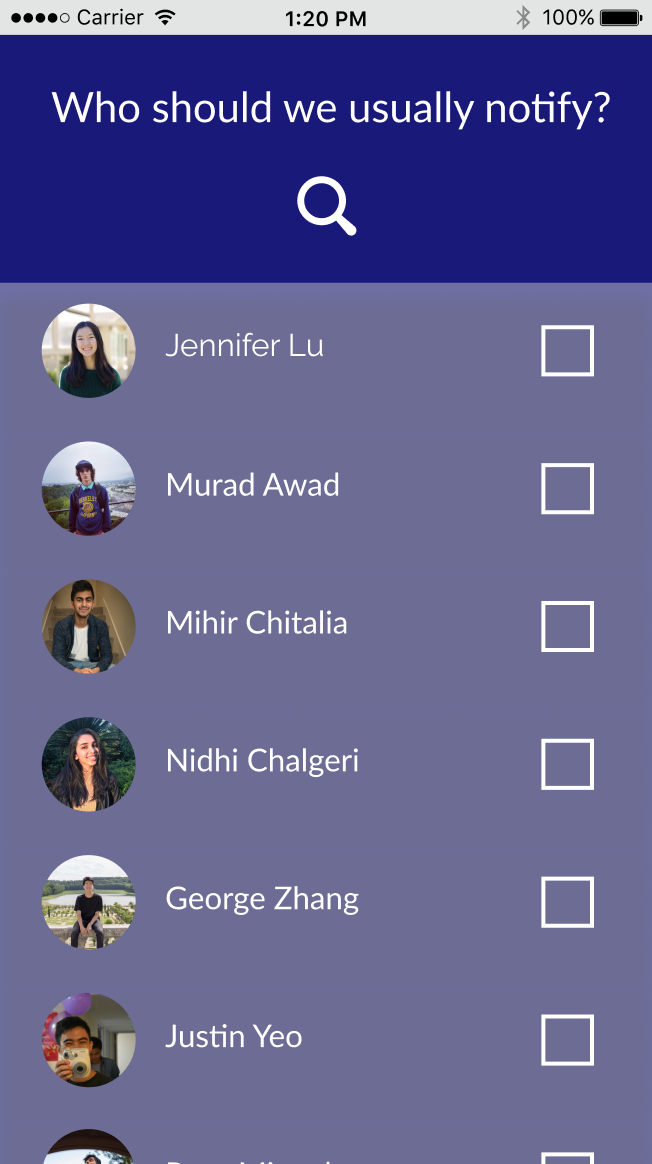 Carrier 1:20 PM 100%
Who should we usually notify?
Jennifer Lu
Murad Awad
Mihir Chitalia
Nidhi Chalgeri
George Zhang
Justin Yeo